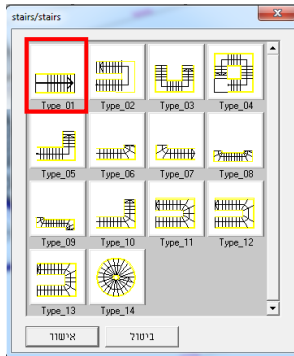 stairs/stairs
Type_01 Type_02 Type_03 Type_04
Type_05 Type_06 Type_07 Type_08
Type_09 Type_10 Type_11 Type_12
Type_13 Type_14
אישור ביטול